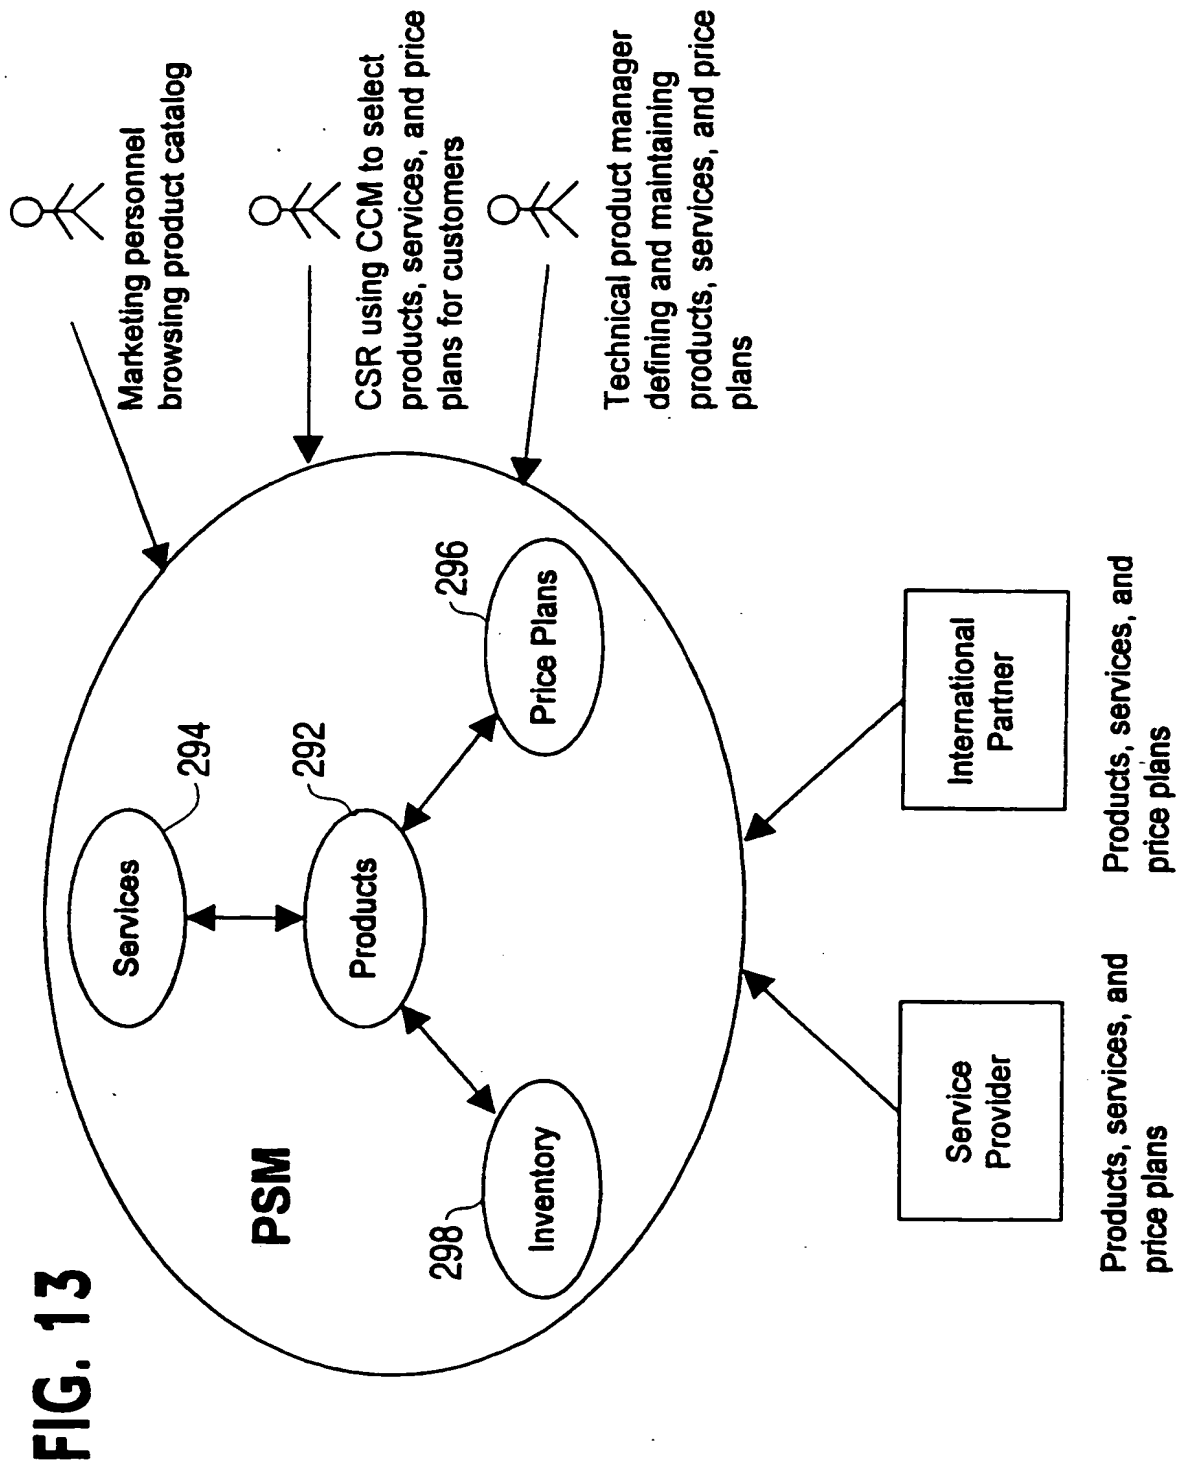 FIG. 13
PSM
Services
294
Products
292
Inventory
298
Price Plans
296
Marketing personnel
browsing product catalog
CSR using CCM to select
products, services, and price
plans for customers
Technical product manager
defining and maintaining
products, services, and price
plans
Service
Provider
Products, services, and
price plans
International
Partner
Products, services, and
price plans